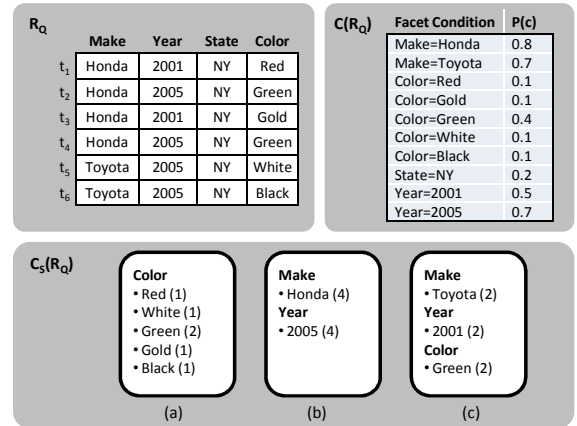 R_Q
Make Year State Color
t₁ Honda 2001 NY Red
t₂ Honda 2005 NY Green
t₃ Honda 2001 NY Gold
t₄ Honda 2005 NY Green
t₅ Toyota 2005 NY White
t₆ Toyota 2005 NY Black
C(R_Q)
Facet Condition P(c)
Make=Honda 0.8
Make=Toyota 0.7
Color=Red 0.1
Color=Gold 0.1
Color=Green 0.4
Color=White 0.1
Color=Black 0.1
State=NY 0.2
Year=2001 0.5
Year=2005 0.7
C_S(R_Q)
Color
• Red (1)
• White (1)
• Green (2)
• Gold (1)
• Black (1)
(a)
Make
• Honda (4)
Year
• 2005 (4)
(b)
Make
• Toyota (2)
Year
• 2001 (2)
Color
• Green (2)
(c)